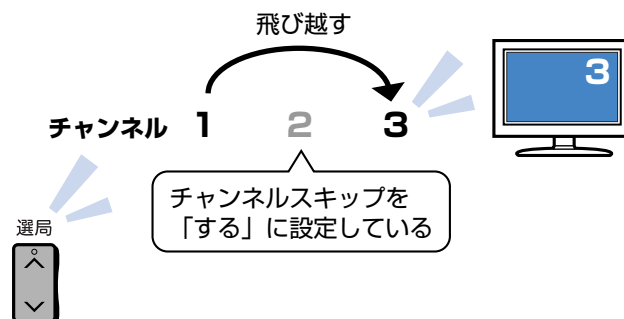 飛び越す
チャンネル 1 2 3
3
チャンネルスキップを
「する」に設定している
選局